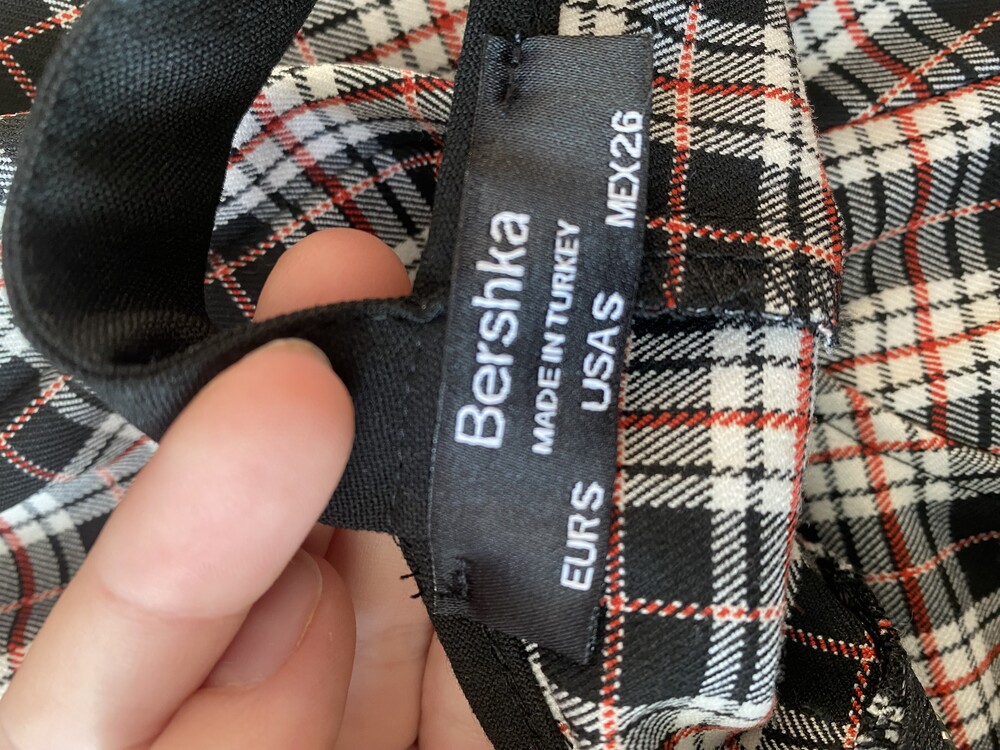 Bershka
MADE IN TURKEY
EUR S USA S MEX 26